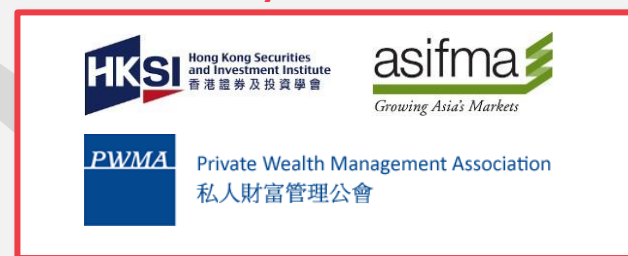 HKSI
Hong Kong Securities
and Investment Institute
香港證券及投資學會
asifma
Growing Asia's Markets
PWMA
Private Wealth Management Association
私人財富管理公會